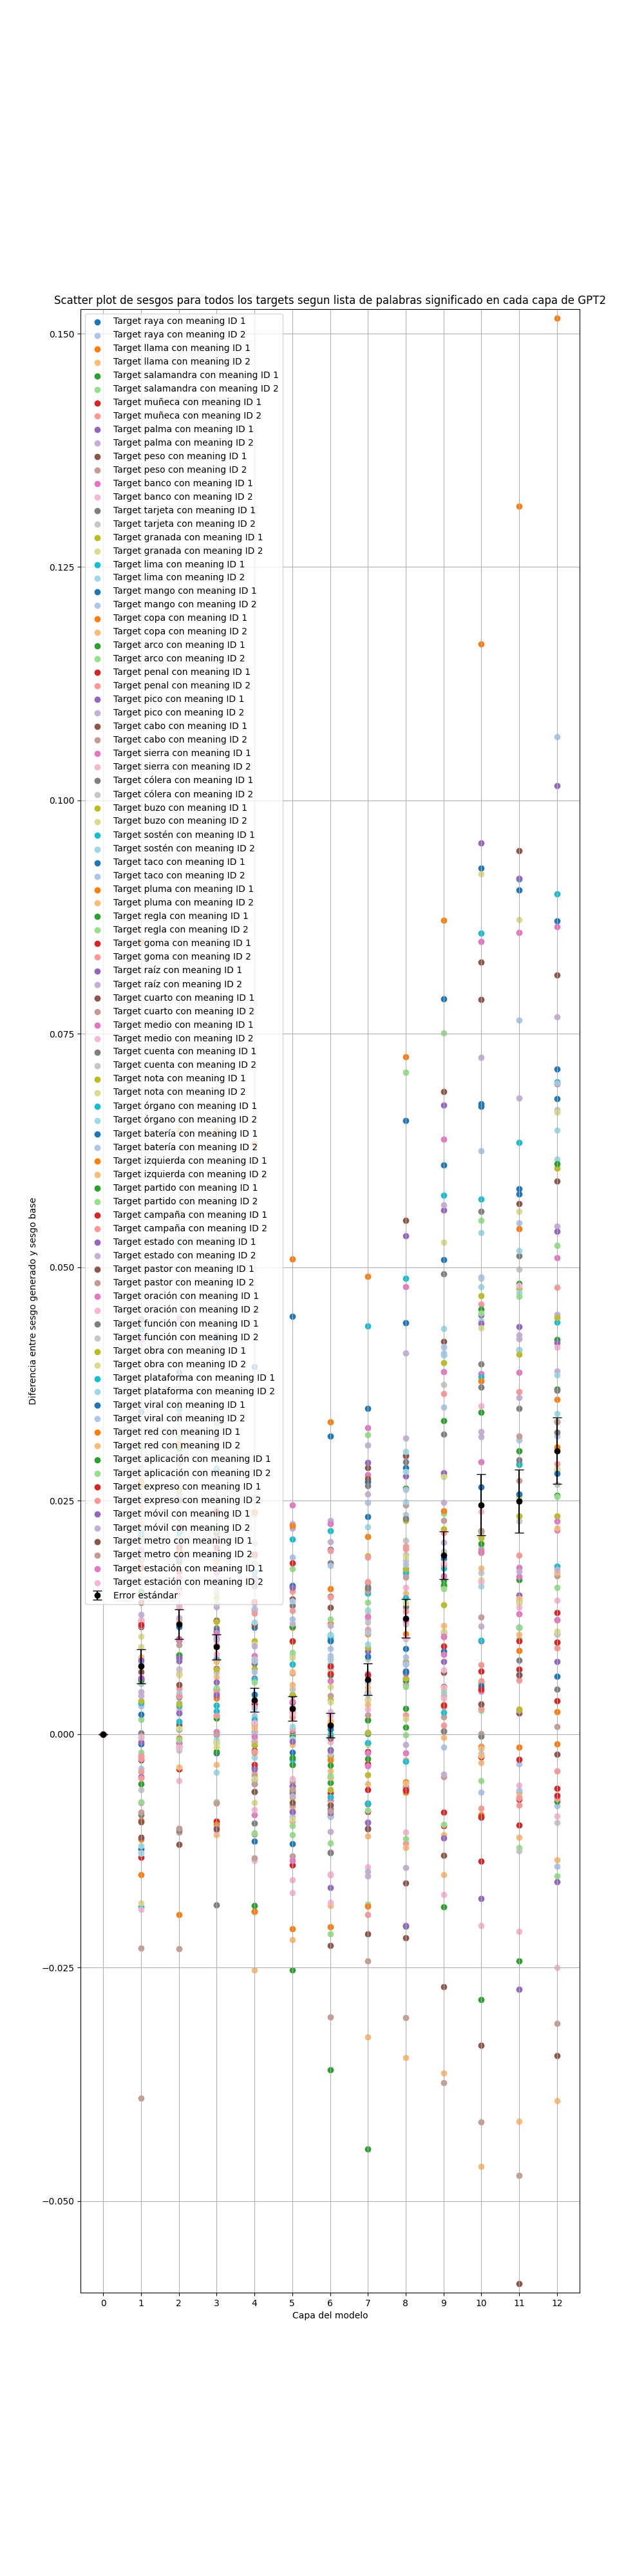 Scatter plot de sesgos para todos los targets segun lista de palabras significado en cada capa de GPT2
Target raya con meaning ID 1
Target raya con meaning ID 2
Target llama con meaning ID 1
Target llama con meaning ID 2
Target salamandra con meaning ID 1
Target salamandra con meaning ID 2
Target muñeca con meaning ID 1
Target muñeca con meaning ID 2
Target palma con meaning ID 1
Target palma con meaning ID 2
Target peso con meaning ID 1
Target peso con meaning ID 2
Target banco con meaning ID 1
Target banco con meaning ID 2
Target tarjeta con meaning ID 1
Target tarjeta con meaning ID 2
Target granada con meaning ID 1
Target granada con meaning ID 2
Target lima con meaning ID 1
Target lima con meaning ID 2
Target mango con meaning ID 1
Target mango con meaning ID 2
Target copa con meaning ID 1
Target copa con meaning ID 2
Target arco con meaning ID 1
Target arco con meaning ID 2
Target penal con meaning ID 1
Target penal con meaning ID 2
Target pico con meaning ID 1
Target pico con meaning ID 2
Target cabo con meaning ID 1
Target cabo con meaning ID 2
Target sierra con meaning ID 1
Target sierra con meaning ID 2
Target cólera con meaning ID 1
Target cólera con meaning ID 2
Target buzo con meaning ID 1
Target buzo con meaning ID 2
Target sostén con meaning ID 1
Target sostén con meaning ID 2
Target taco con meaning ID 1
Target taco con meaning ID 2
Target pluma con meaning ID 1
Target pluma con meaning ID 2
Target regla con meaning ID 1
Target regla con meaning ID 2
Target goma con meaning ID 1
Target goma con meaning ID 2
Target raíz con meaning ID 1
Target raíz con meaning ID 2
Target cuarto con meaning ID 1
Target cuarto con meaning ID 2
Target medio con meaning ID 1
Target medio con meaning ID 2
Target cuenta con meaning ID 1
Target cuenta con meaning ID 2
Target nota con meaning ID 1
Target nota con meaning ID 2
Target órgano con meaning ID 1
Target órgano con meaning ID 2
Target batería con meaning ID 1
Target batería con meaning ID 2
Target izquierda con meaning ID 1
Target izquierda con meaning ID 2
Target partido con meaning ID 1
Target partido con meaning ID 2
Target campaña con meaning ID 1
Target campaña con meaning ID 2
Target estado con meaning ID 1
Target estado con meaning ID 2
Target pastor con meaning ID 1
Target pastor con meaning ID 2
Target oración con meaning ID 1
Target oración con meaning ID 2
Target función con meaning ID 1
Target función con meaning ID 2
Target obra con meaning ID 1
Target obra con meaning ID 2
Target plataforma con meaning ID 1
Target plataforma con meaning ID 2
Target viral con meaning ID 1
Target viral con meaning ID 2
Target red con meaning ID 1
Target red con meaning ID 2
Target aplicación con meaning ID 1
Target aplicación con meaning ID 2
Target expreso con meaning ID 1
Target expreso con meaning ID 2
Target móvil con meaning ID 1
Target móvil con meaning ID 2
Target metro con meaning ID 1
Target metro con meaning ID 2
Target estación con meaning ID 1
Target estación con meaning ID 2
Error estándar
0.150
0.125
0.100
0.075
0.050
0.025
0.000
−0.025
−0.050
Diferencia entre sesgo generado y sesgo base
0 1 2 3 4 5 6 7 8 9 10 11 12
Capa del modelo